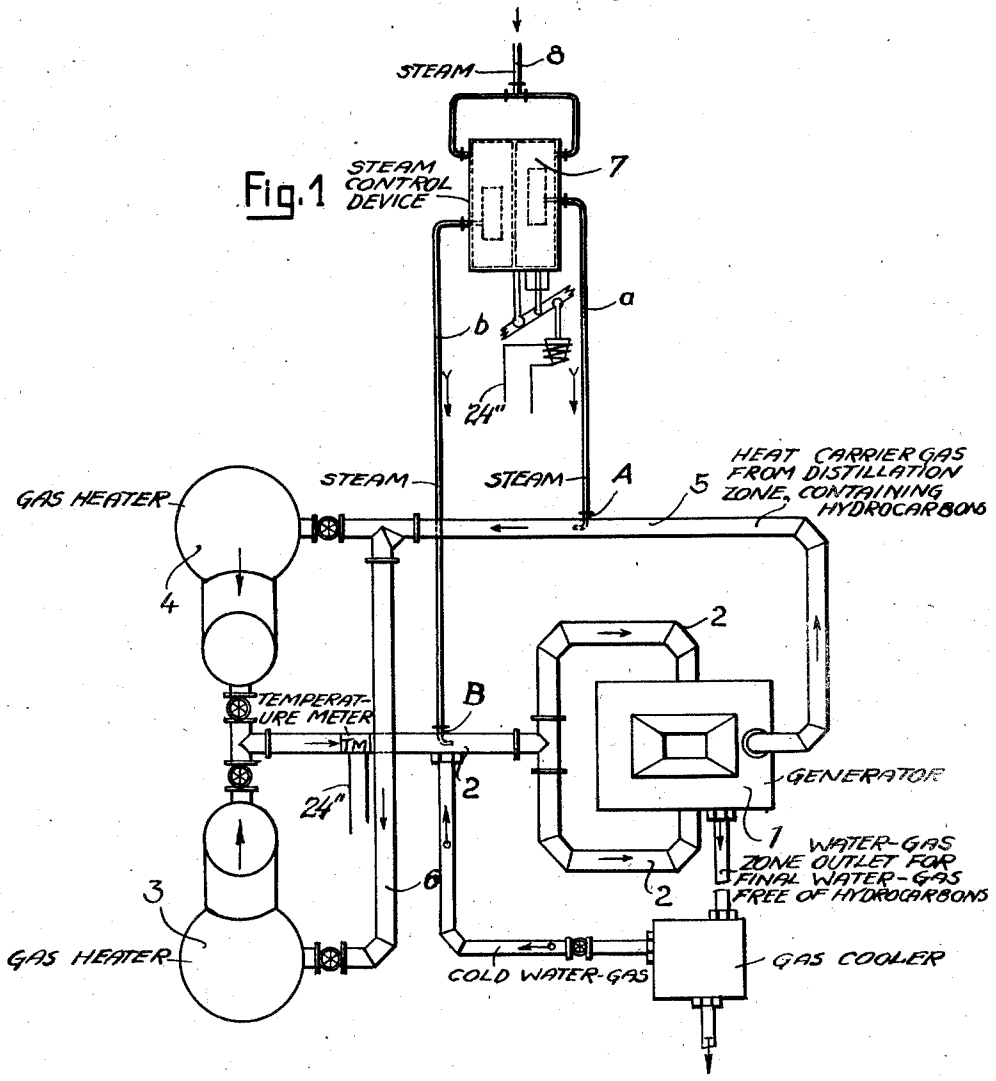 8
STEAM
Fig.1
STEAM
CONTROL
DEVICE
7
a
b
24"
STEAM
STEAM
A
5
HEAT CARRIER GAS
FROM DISTILLATION
ZONE, CONTAINING
HYDROCARBONS
GAS HEATER
4
2
TEMPERAT-
URE METER
TM
B
2
24"
GENERATOR
1
2
6
WATER-GAS
ZONE OUTLET FOR
FINAL WATER-GAS
FREE OF HYDROCARBONS
3
GAS HEATER
COLD WATER-GAS
GAS COOLER